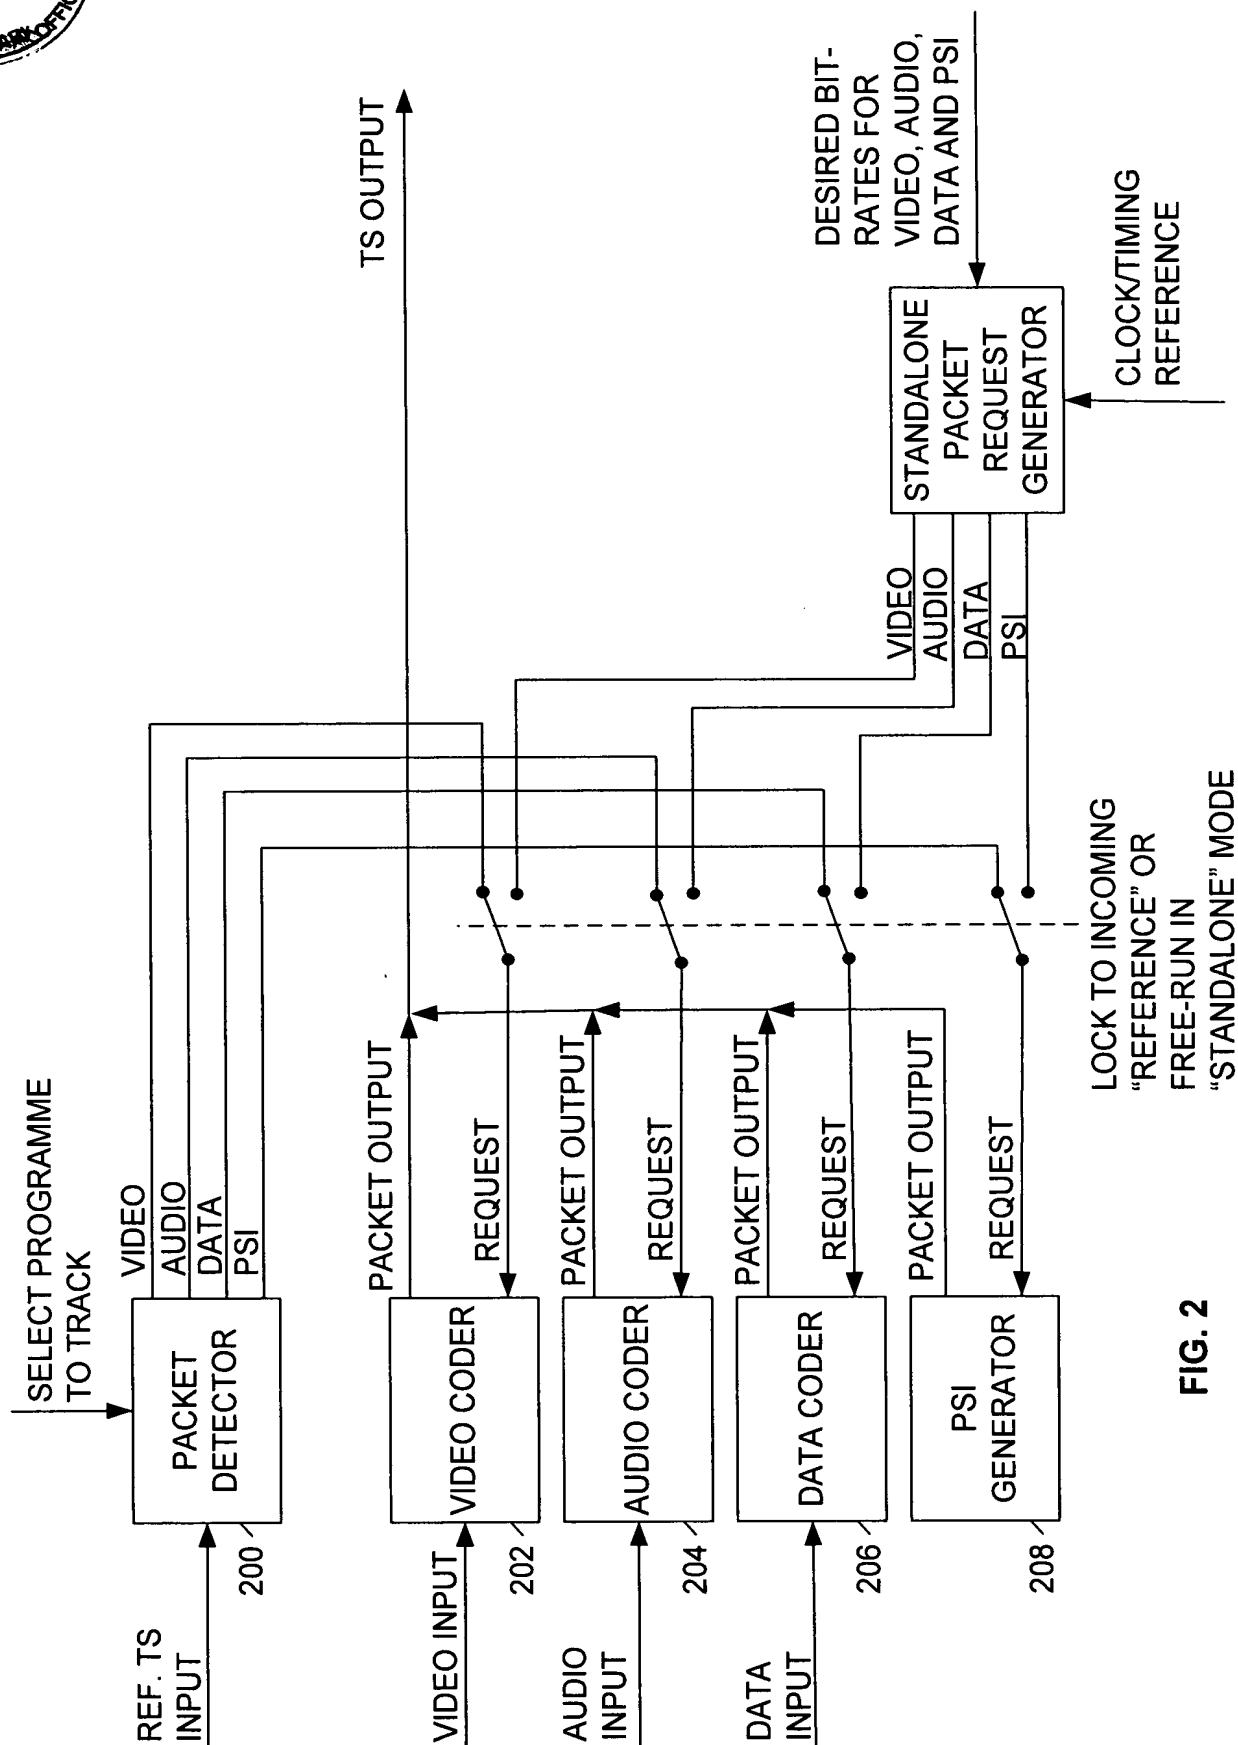 SELECT PROGRAMME
TO TRACK
REF. TS
INPUT
PACKET
DETECTOR
200
VIDEO
AUDIO
DATA
PSI
TS OUTPUT
VIDEO INPUT
VIDEO CODER
202
PACKET OUTPUT
REQUEST
AUDIO
INPUT
AUDIO CODER
204
PACKET OUTPUT
REQUEST
DATA
INPUT
DATA CODER
206
PACKET OUTPUT
REQUEST
PSI
GENERATOR
208
PACKET OUTPUT
REQUEST
LOCK TO INCOMING
“REFERENCE” OR
FREE-RUN IN
“STANDALONE” MODE
VIDEO
AUDIO
DATA
PSI
STANDALONE
PACKET
REQUEST
GENERATOR
DESIRED BIT-
RATES FOR
VIDEO, AUDIO,
DATA AND PSI
CLOCK/TIMING
REFERENCE
FIG. 2